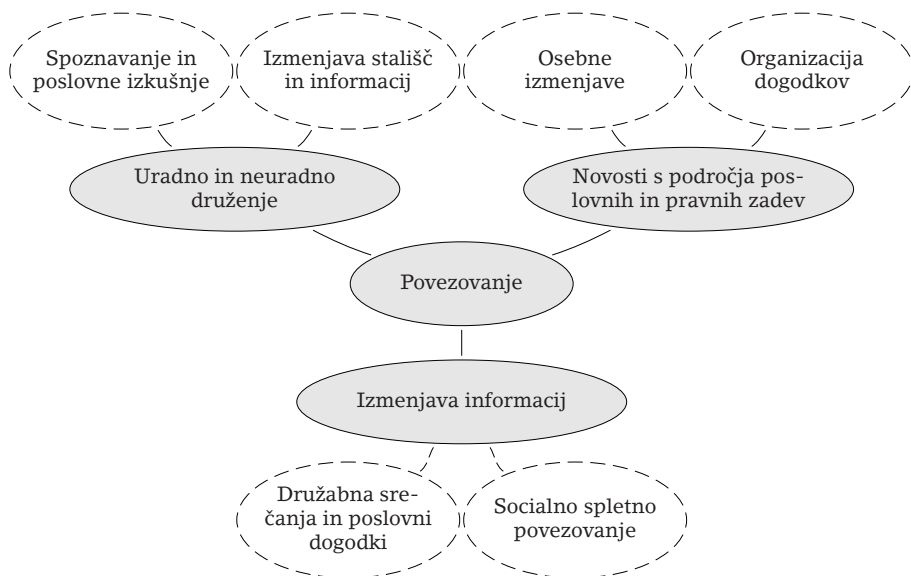 Spoznavanje in
poslovne izkušnje
Izmenjava stališč
in informacij
Osebne
izmenjave
Organizacija
dogodkov
Uradno in neuradno
druženje
Novosti s področja pos-
lovnih in pravnih zadev
Povezovanje
Izmenjava informacij
Družabna sre-
čanja in poslovni
dogodki
Socialno spletno
povezovanje